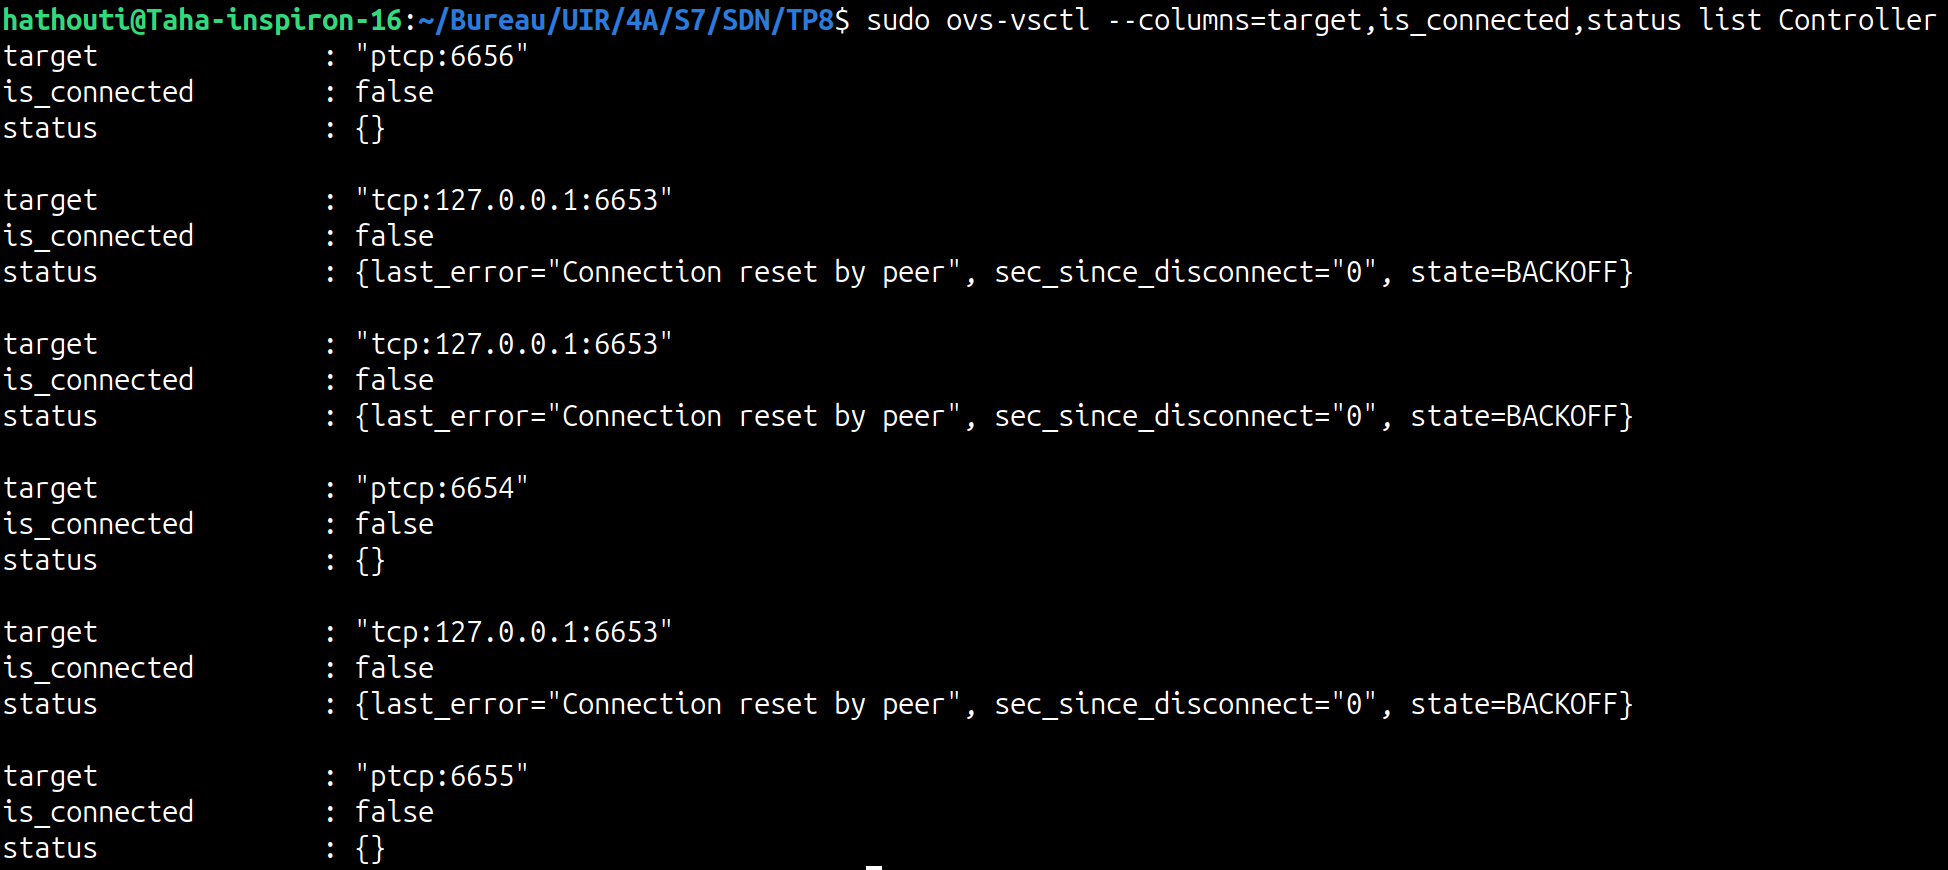 hathouti@Taha-inspiron-16:~/Bureau/UIR/4A/S7/SDN/TP8$ sudo ovs-vsctl --columns=target,is_connected,status list Controller
target              : "ptcp:6656"
is_connected        : false
status              : {}

target              : "tcp:127.0.0.1:6653"
is_connected        : false
status              : {last_error="Connection reset by peer", sec_since_disconnect="0", state=BACKOFF}

target              : "tcp:127.0.0.1:6653"
is_connected        : false
status              : {last_error="Connection reset by peer", sec_since_disconnect="0", state=BACKOFF}

target              : "ptcp:6654"
is_connected        : false
status              : {}

target              : "tcp:127.0.0.1:6653"
is_connected        : false
status              : {last_error="Connection reset by peer", sec_since_disconnect="0", state=BACKOFF}

target              : "ptcp:6655"
is_connected        : false
status              : {}